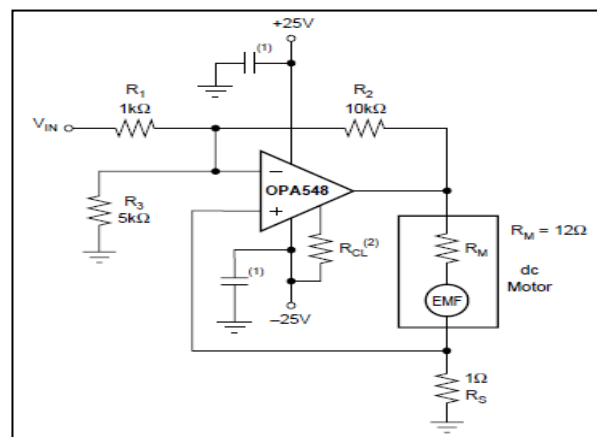 +25V
(1)
R1
1kΩ
R2
10kΩ
VIN
–
OPA548
+
R3
5kΩ
RCL(2)
(1)
–25V
RM
RM = 12Ω
dc
Motor
EMF
1Ω
RS